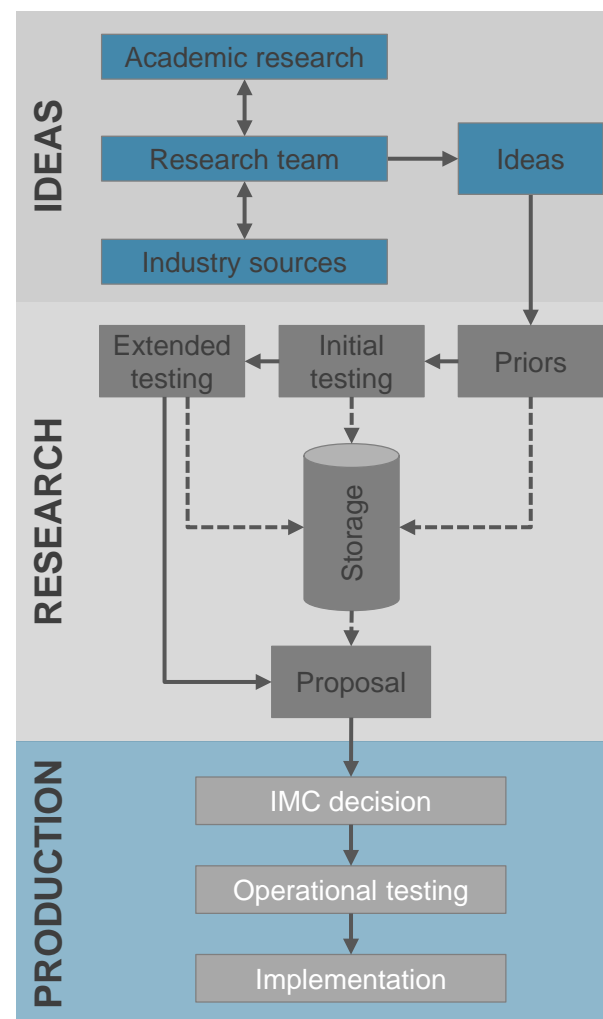 IDEAS
Academic research
Research team
Ideas
Industry sources
RESEARCH
Extended
testing
Initial
testing
Priors
Storage
Proposal
PRODUCTION
IMC decision
Operational testing
Implementation